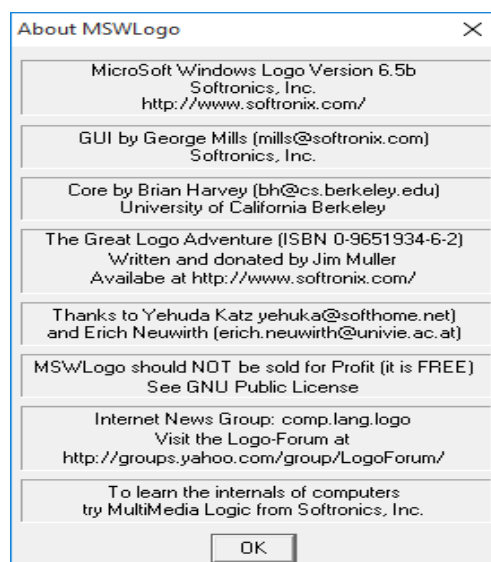 About MSWLogo
MicroSoft Windows Logo Version 6.5b
Softronics, Inc.
http://www.softronix.com/
GUI by George Mills (mills@softronix.com)
Softronics, Inc.
Core by Brian Harvey (bh@cs.berkeley.edu)
University of California Berkeley
The Great Logo Adventure (ISBN 0-9651934-6-2)
Written and donated by Jim Muller
Availabe at http://www.softronix.com/
Thanks to Yehuda Katz yehuka@softhome.net)
and Erich Neuwirth (erich.neuwirth@univie.ac.at)
MSWLogo should NOT be sold for Profit (it is FREE)
See GNU Public License
Internet News Group: comp.lang.logo
Visit the Logo-Forum at
http://groups.yahoo.com/group/LogoForum/
To learn the internals of computers
try MultiMedia Logic from Softronics, Inc.
OK